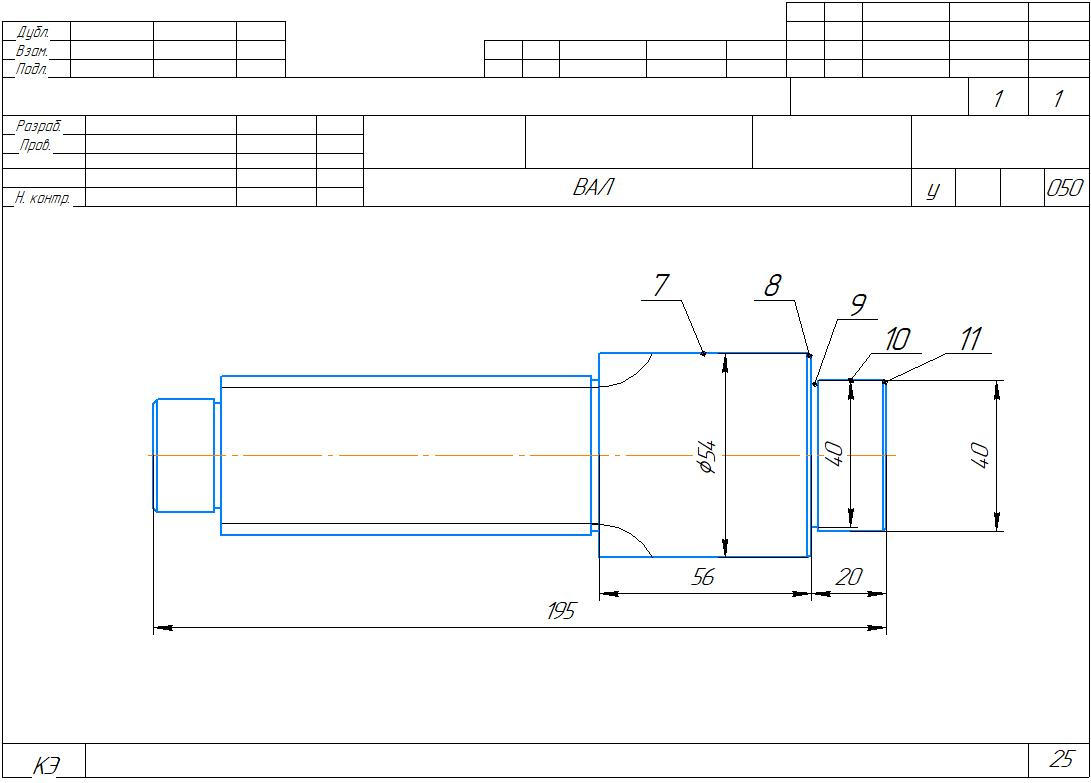 Дубл.
Взам.
Подл.
1 1
Разраб.
Пров.
ВАЛ у 050
Н. контр.
7 8 9
10 11
ϕ54 40 40
56 20
195
КЭ 25